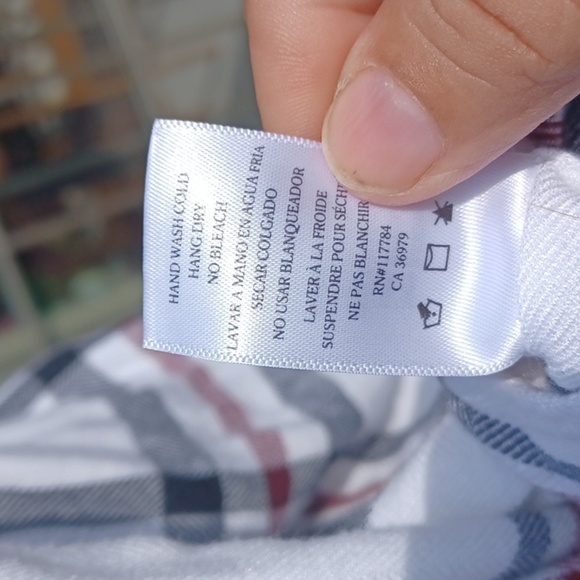 HAND WASH COLD
HANG DRY
NO BLEACH
LAVAR A MANO EN AGUA FRIA
SECAR COLGADO
NO USAR BLANQUEADOR
LAVER À LA FROIDE
SUSPENDRE POUR SÉCH
NE PAS BLANCHIR
RN#117784
CA 36979